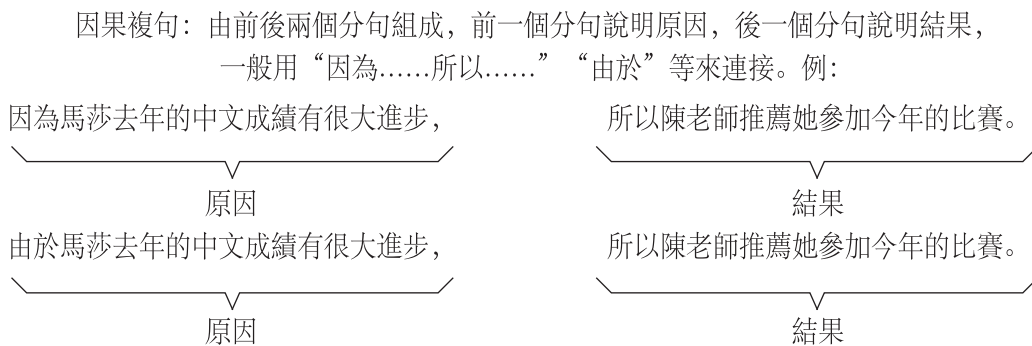 因果複句：由前後兩個分句組成，前一個分句說明原因，後一個分句說明結果，
一般用“因為……所以……”“由於”等來連接。例：
因為馬莎去年的中文成績有很大進步， 所以陳老師推薦她參加今年的比賽。
原因 結果
由於馬莎去年的中文成績有很大進步， 所以陳老師推薦她參加今年的比賽。
原因 結果